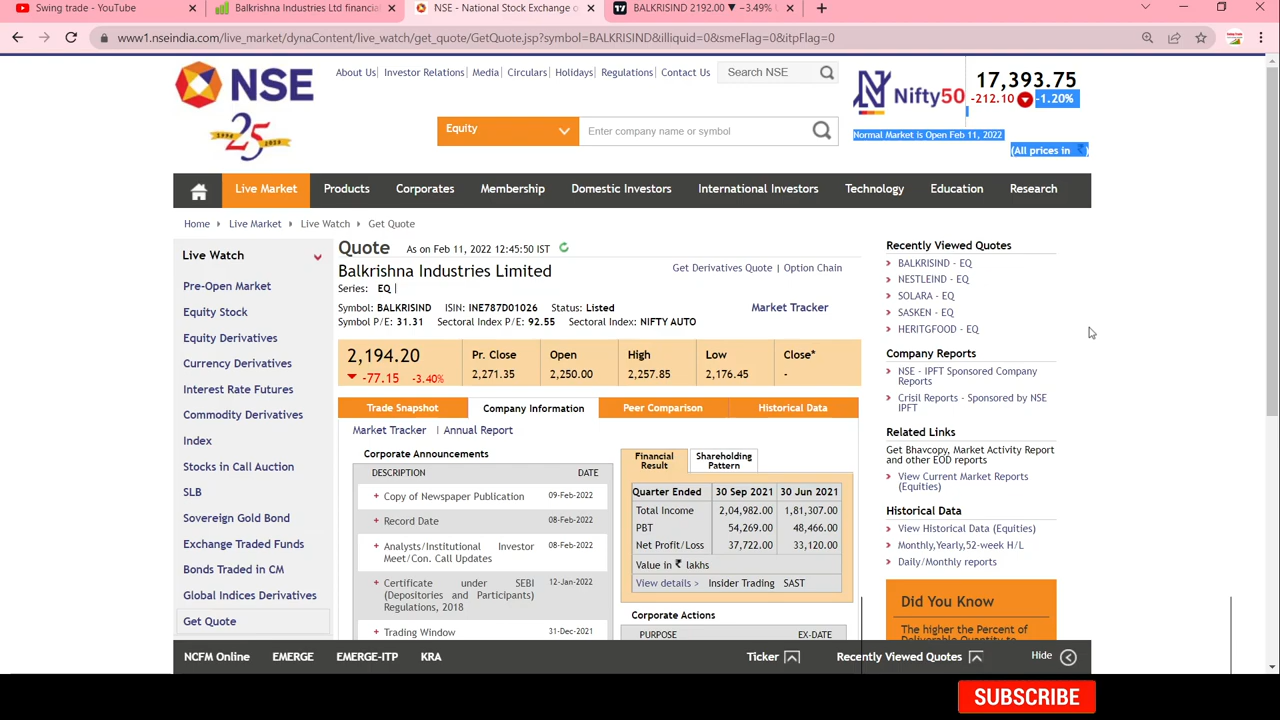 Swing trade - YouTube
Balkrishna Industries Ltd financia
NSE - National Stock Exchange o
BALKRISIND 2192.00 ▼ −3.49%
www1.nseindia.com/live_market/dynaContent/live_watch/get_quote/GetQuote.jsp?symbol=BALKRISIND&illiquid=0&smeFlag=0&itpFlag=0
NSE
About Us
Investor Relations
Media
Circulars
Holidays
Regulations
Contact Us
Search NSE
Equity
Enter company name or symbol
Nifty50
17,393.75
-212.10 -1.20%
Normal Market is Open Feb 11, 2022
(All prices in ₹)
Live Market
Products
Corporates
Membership
Domestic Investors
International Investors
Technology
Education
Research
Home
Live Market
Live Watch
Get Quote
Live Watch
Pre-Open Market
Equity Stock
Equity Derivatives
Currency Derivatives
Interest Rate Futures
Commodity Derivatives
Index
Stocks in Call Auction
SLB
Sovereign Gold Bond
Exchange Traded Funds
Bonds Traded in CM
Global Indices Derivatives
Get Quote
Quote As on Feb 11, 2022 12:45:50 IST
Balkrishna Industries Limited
Get Derivatives Quote | Option Chain
Series: EQ |
Symbol: BALKRISIND ISIN: INE787D01026 Status: Listed
Market Tracker
Symbol P/E: 31.31 Sectoral Index P/E: 92.55 Sectoral Index: NIFTY AUTO
2,194.20 Pr. Close Open High Low Close*
-77.15 -3.40% 2,271.35 2,250.00 2,257.85 2,176.45 -
Trade Snapshot
Company Information
Peer Comparison
Historical Data
Market Tracker | Annual Report
Corporate Announcements
DESCRIPTION DATE
+ Copy of Newspaper Publication 09-Feb-2022
+ Record Date 08-Feb-2022
+ Analysts/Institutional Investor 08-Feb-2022
Meet/Con. Call Updates
+ Certificate under SEBI 12-Jan-2022
(Depositories and Participants)
Regulations, 2018
+ Trading Window 31-Dec-2021
Financial Result
Shareholding Pattern
Quarter Ended 30 Sep 2021 30 Jun 2021
Total Income 2,04,982.00 1,81,307.00
PBT 54,269.00 48,466.00
Net Profit/Loss 37,722.00 33,120.00
Value in ₹ lakhs
View details > Insider Trading SAST
Corporate Actions
PURPOSE EX-DATE
Recently Viewed Quotes
BALKRISIND - EQ
NESTLEIND - EQ
SOLARA - EQ
SASKEN - EQ
HERITGFOOD - EQ
Company Reports
NSE - IPFT Sponsored Company
Reports
Crisil Reports - Sponsored by NSE
IPFT
Related Links
Get Bhavcopy, Market Activity Report
and other EOD reports
View Current Market Reports
(Equities)
Historical Data
View Historical Data (Equities)
Monthly,Yearly,52-week H/L
Daily/Monthly reports
Did You Know
The higher the Percent of
Deliverable Quantity to
NCFM Online
EMERGE
EMERGE-ITP
KRA
Ticker
Recently Viewed Quotes
Hide
SUBSCRIBE